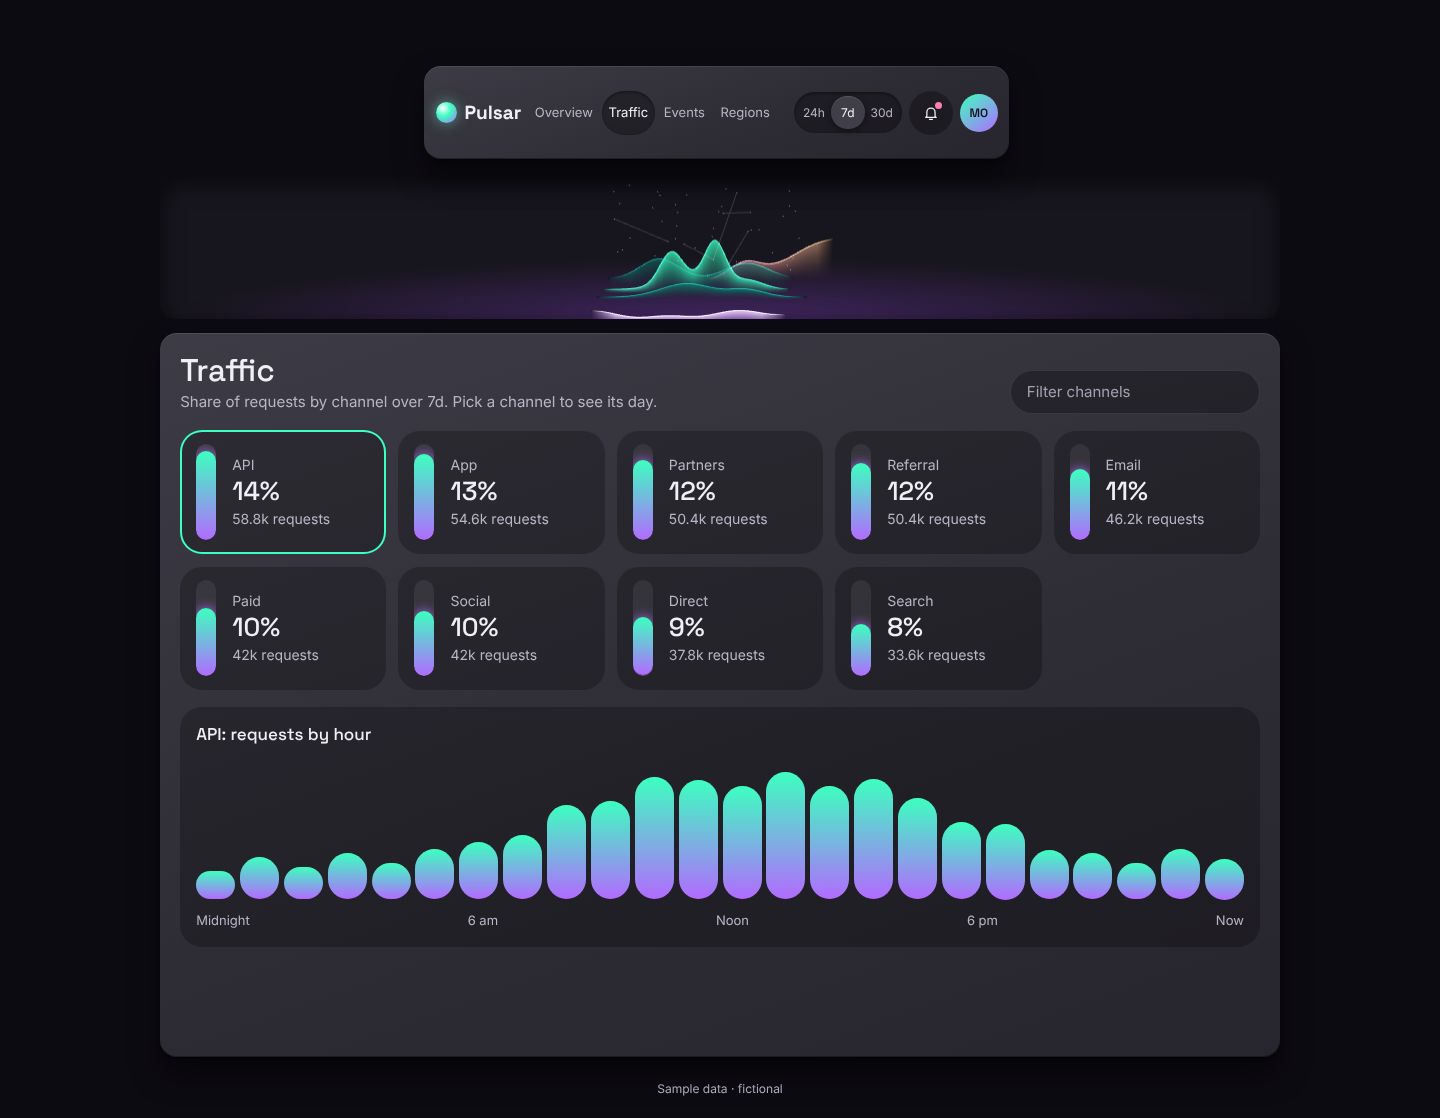 Pulsar
Overview
Traffic
Events
Regions
24h
7d
30d
MO
Traffic
Share of requests by channel over 7d. Pick a channel to see its day.
Filter channels
API
14%
58.8k requests
App
13%
54.6k requests
Partners
12%
50.4k requests
Referral
12%
50.4k requests
Email
11%
46.2k requests
Paid
10%
42k requests
Social
10%
42k requests
Direct
9%
37.8k requests
Search
8%
33.6k requests
API: requests by hour
Midnight
6 am
Noon
6 pm
Now
Sample data · fictional